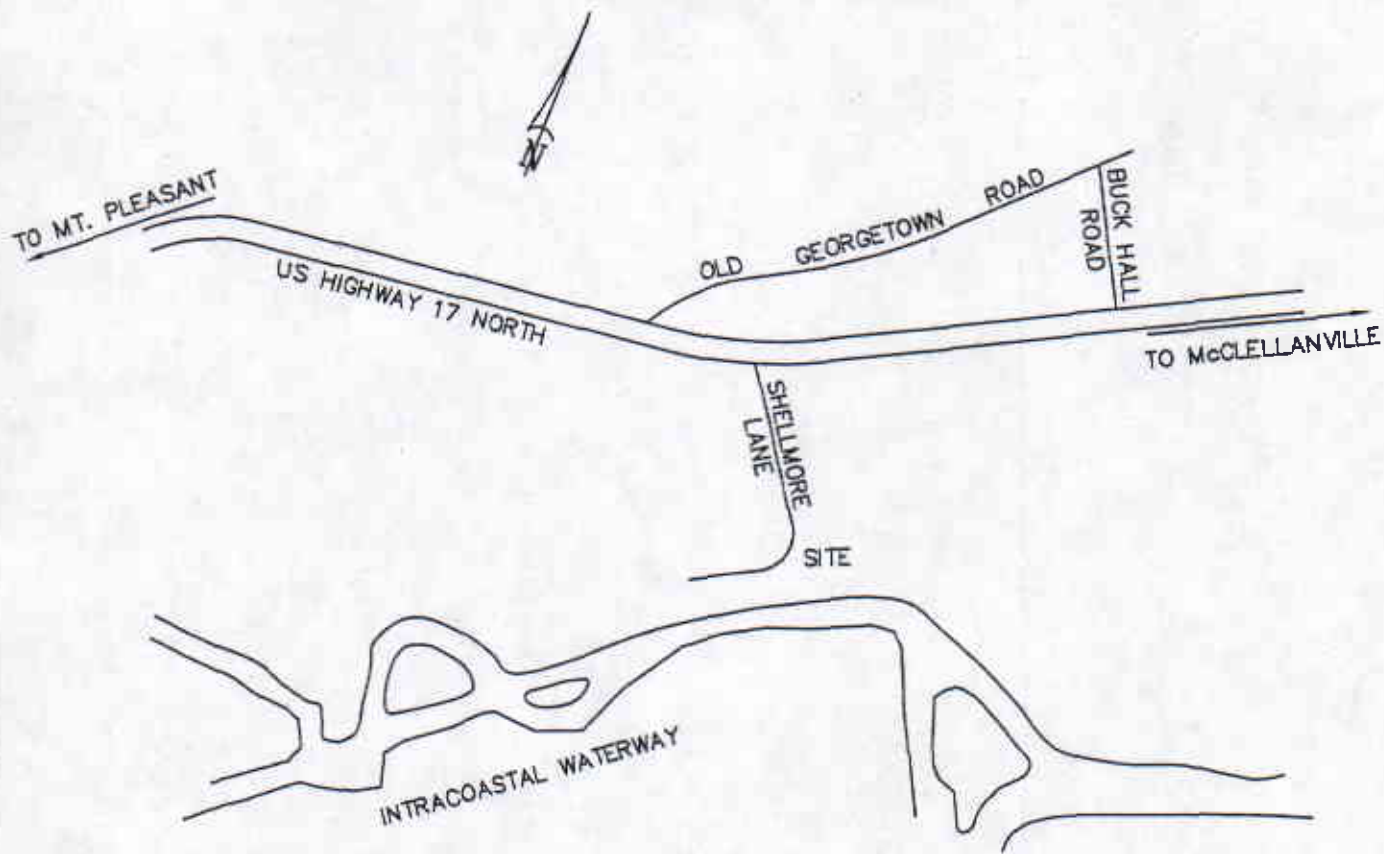 N
TO MT. PLEASANT
US HIGHWAY 17 NORTH
OLD GEORGETOWN ROAD
BUCK HALL
ROAD
TO McCLELLANVILLE
SHELLMORE
LANE
SITE
INTRACOASTAL WATERWAY